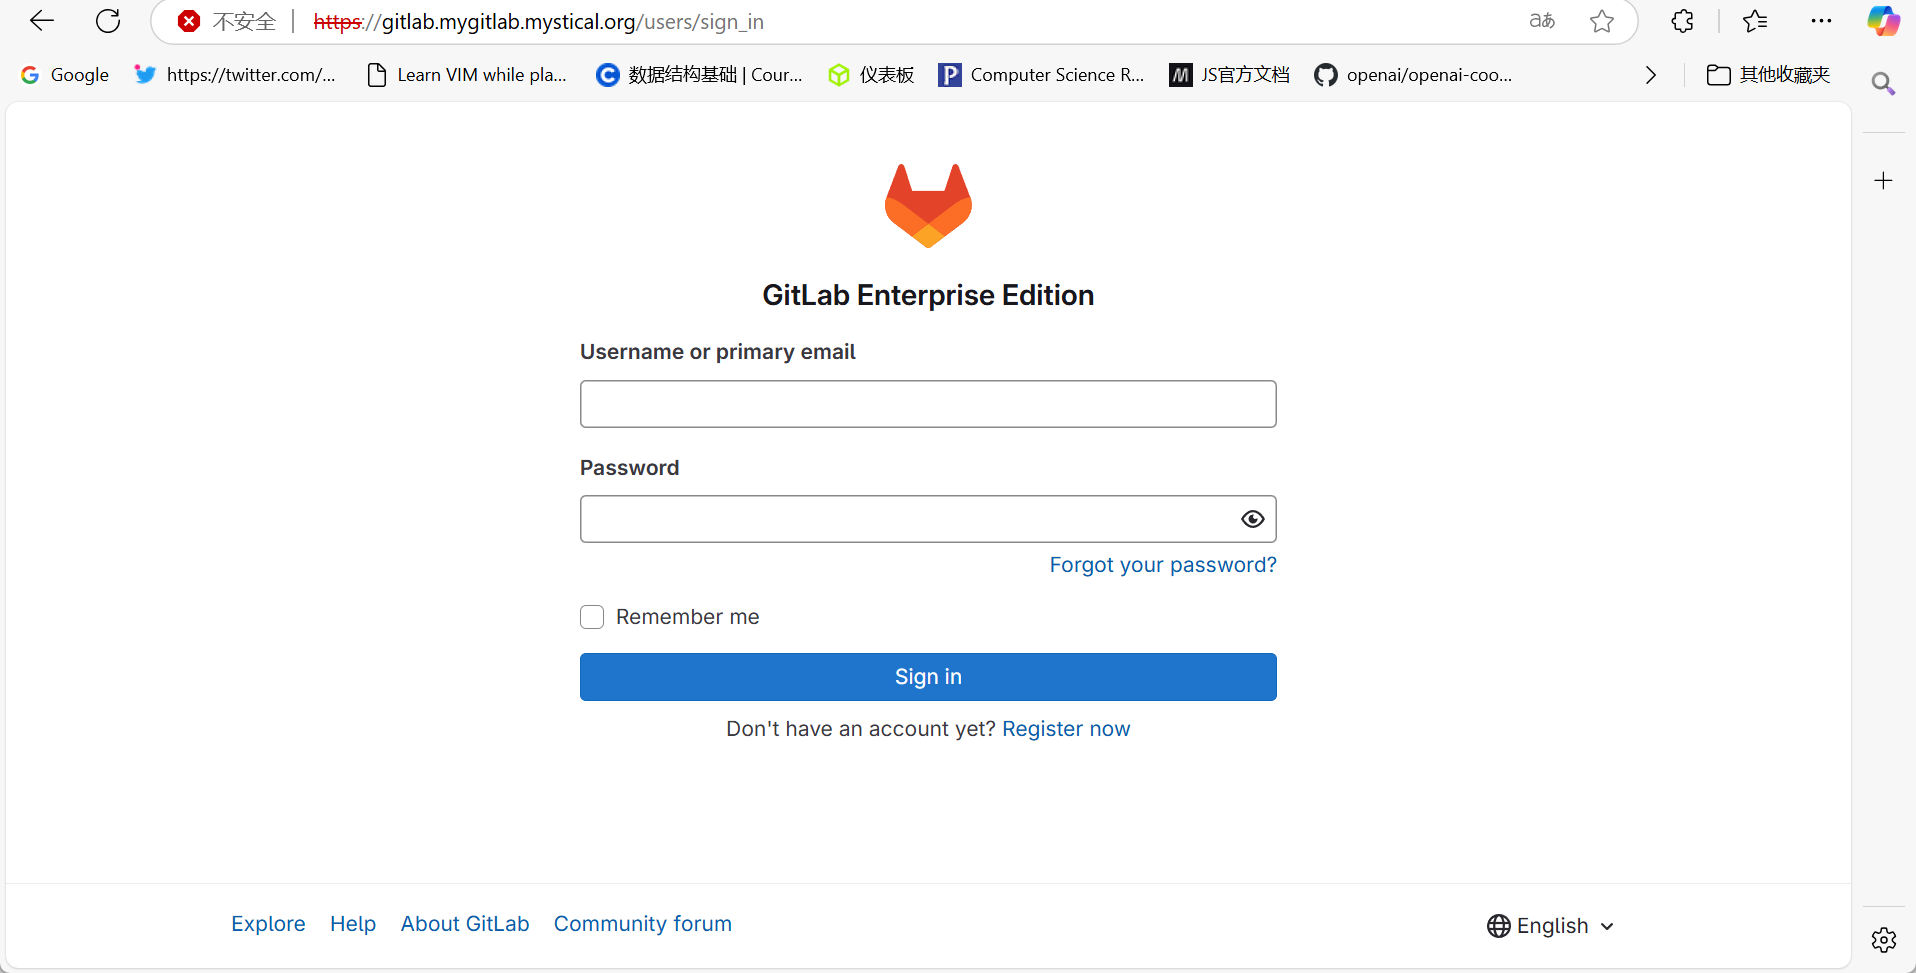 不安全 https://gitlab.mygitlab.mystical.org/users/sign_in aあ
Google https://twitter.com/... Learn VIM while pla... 数据结构基础 | Cour... 仪表板 Computer Science R... JS官方文档 openai/openai-coo... 其他收藏夹
GitLab Enterprise Edition
Username or primary email
Password
Forgot your password?
Remember me
Sign in
Don't have an account yet? Register now
Explore Help About GitLab Community forum English